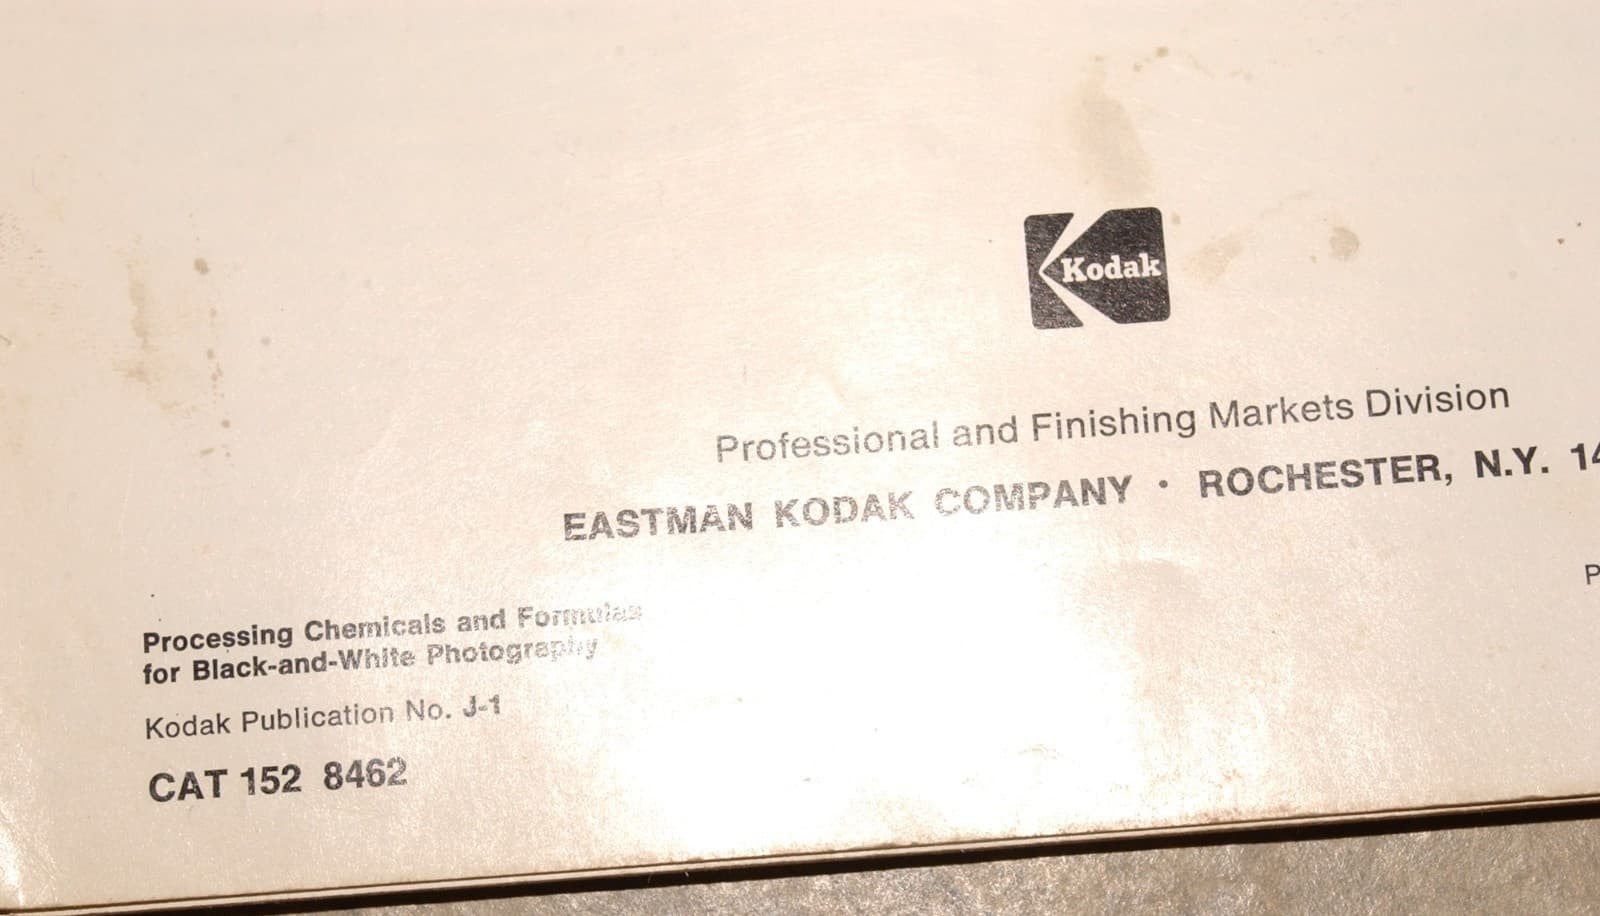 Kodak
Professional and Finishing Markets Division
EASTMAN KODAK COMPANY • ROCHESTER, N.Y.
Processing Chemicals and Formulas
for Black-and-White Photography
Kodak Publication No. J-1
CAT 152 8462